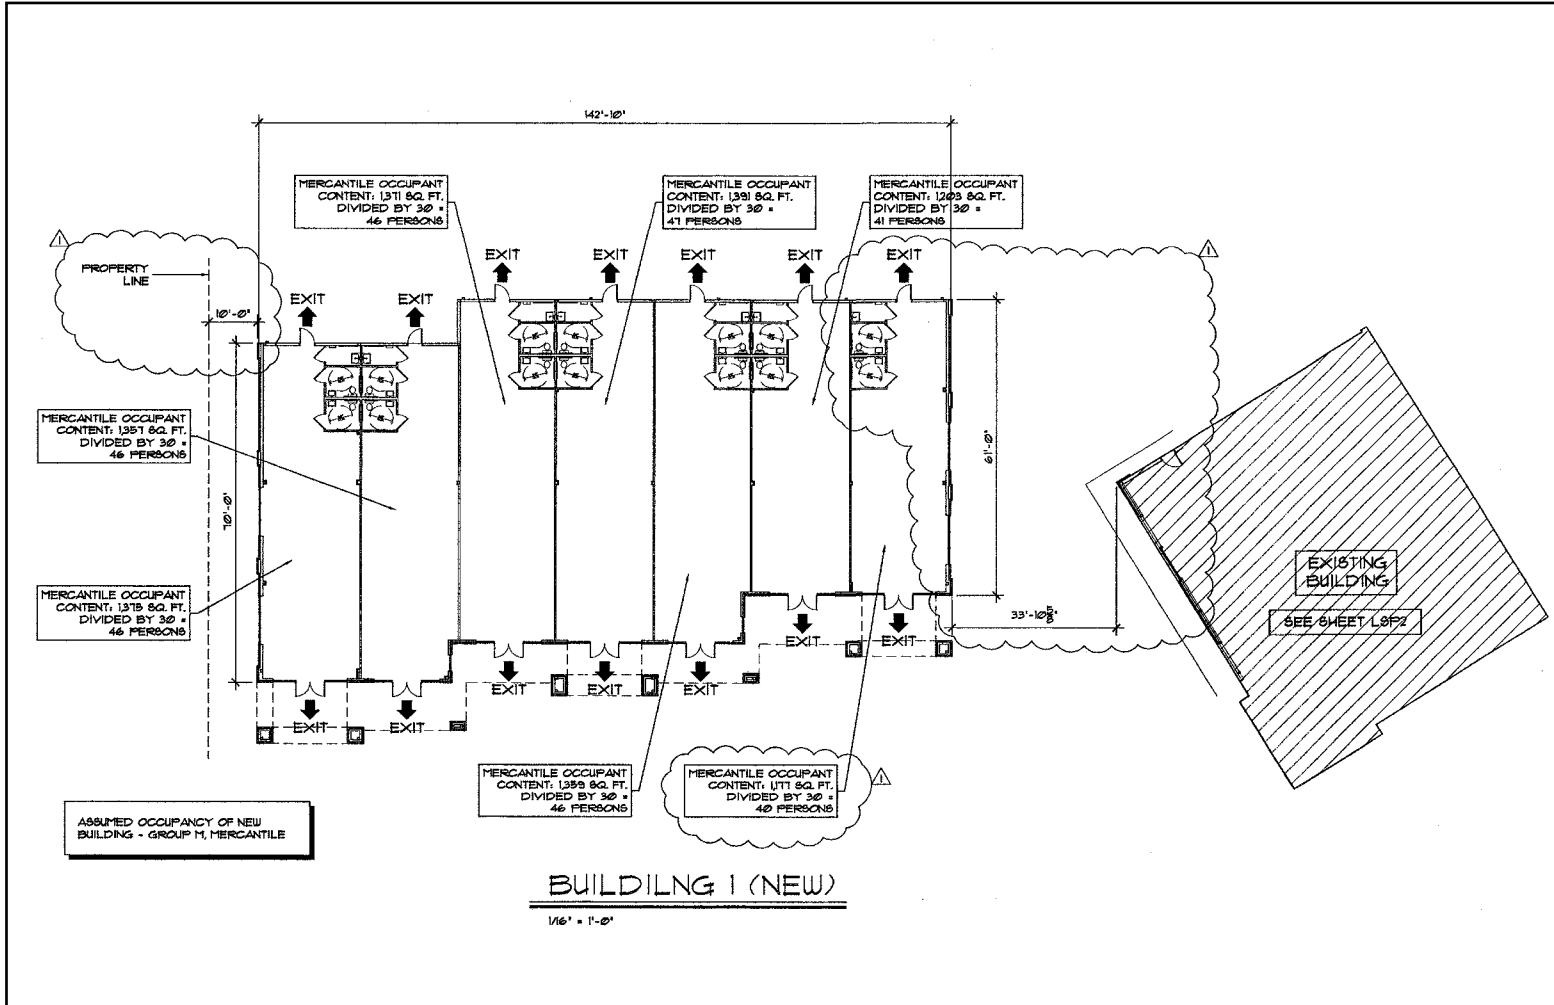 142'-10"
MERCANTILE OCCUPANT
CONTENT: 1,371 SQ. FT.
DIVIDED BY 30 =
46 PERSONS
MERCANTILE OCCUPANT
CONTENT: 1,391 SQ. FT.
DIVIDED BY 30 =
47 PERSONS
MERCANTILE OCCUPANT
CONTENT: 1,203 SQ. FT.
DIVIDED BY 30 =
41 PERSONS
1
1
PROPERTY
LINE
EXIT
EXIT
EXIT
EXIT
EXIT
EXIT
EXIT
10'-0"
MERCANTILE OCCUPANT
CONTENT: 1,357 SQ. FT.
DIVIDED BY 30 =
46 PERSONS
70'-0"
61'-0"
MERCANTILE OCCUPANT
CONTENT: 1,375 SQ. FT.
DIVIDED BY 30 =
46 PERSONS
EXISTING
BUILDING
SEE SHEET LSP2
33'-10 5/8"
EXIT
EXIT
EXIT
EXIT
EXIT
EXIT
EXIT
MERCANTILE OCCUPANT
CONTENT: 1,359 SQ. FT.
DIVIDED BY 30 =
46 PERSONS
MERCANTILE OCCUPANT
CONTENT: 1,177 SQ. FT.
DIVIDED BY 30 =
40 PERSONS
1
ASSUMED OCCUPANCY OF NEW
BUILDING - GROUP M, MERCANTILE
BUILDILNG 1 (NEW)
1/16" = 1'-0"